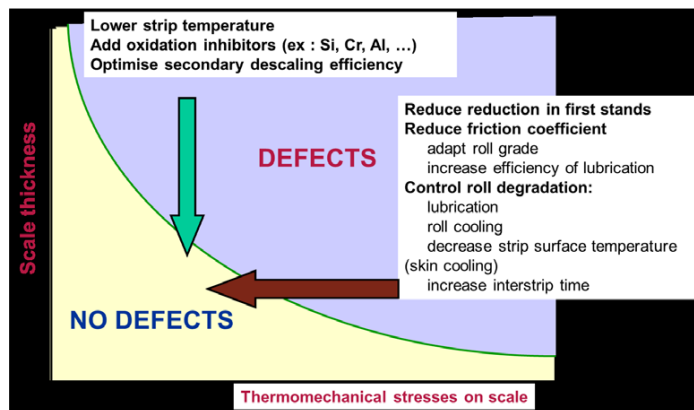 Lower strip temperature
Add oxidation inhibitors (ex : Si, Cr, Al, ...)
Optimise secondary descaling efficiency
Scale thickness
DEFECTS
Reduce reduction in first stands
Reduce friction coefficient
adapt roll grade
increase efficiency of lubrication
Control roll degradation:
lubrication
roll cooling
decrease strip surface temperature
(skin cooling)
increase interstrip time
NO DEFECTS
Thermomechanical stresses on scale